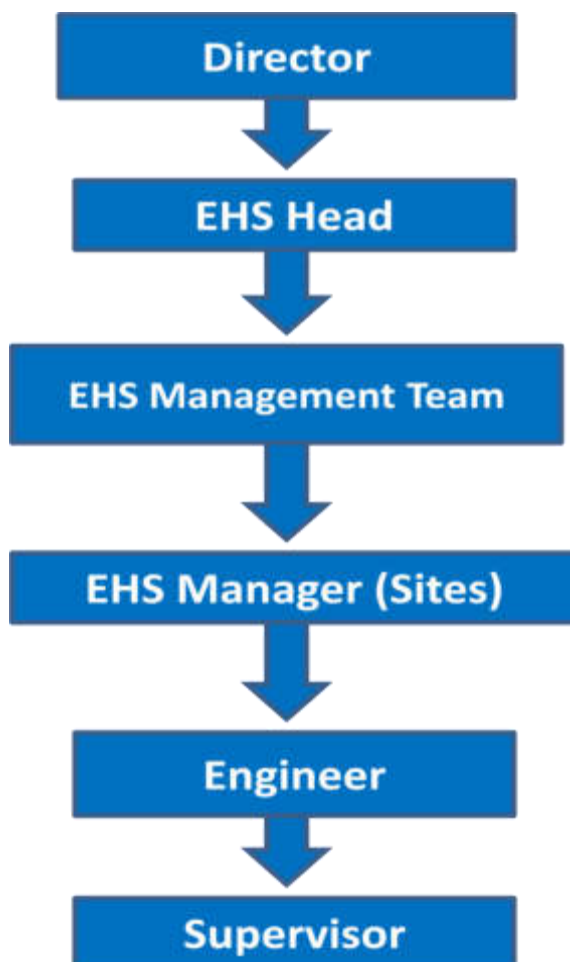 Director
EHS Head
EHS Management Team
EHS Manager (Sites)
Engineer
Supervisor